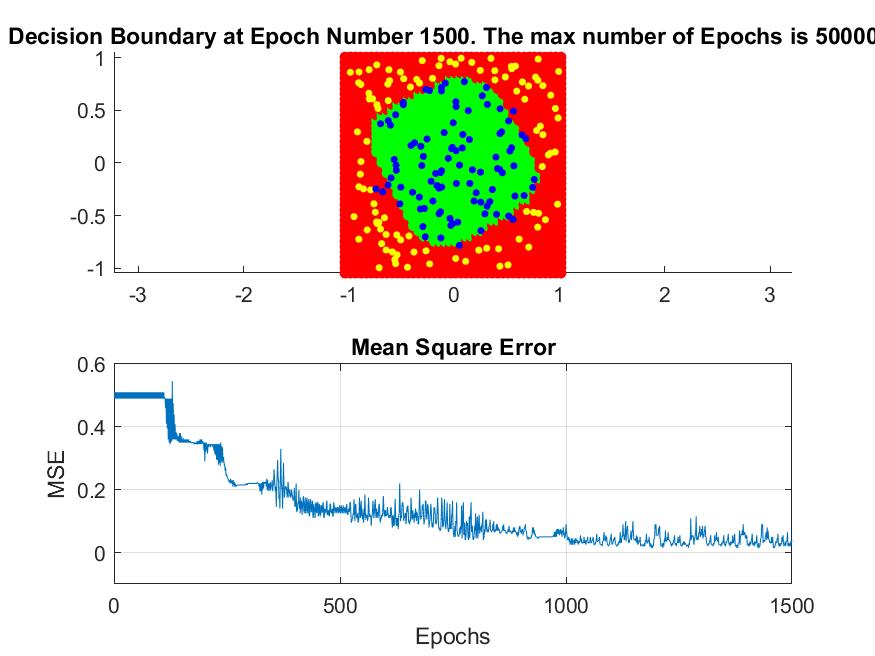 Decision Boundary at Epoch Number 1500. The max number of Epochs is 50000
1
0.5
0
-0.5
-1
-3 -2 -1 0 1 2 3
Mean Square Error
0.6
0.4
0.2
0
MSE
0 500 1000 1500
Epochs